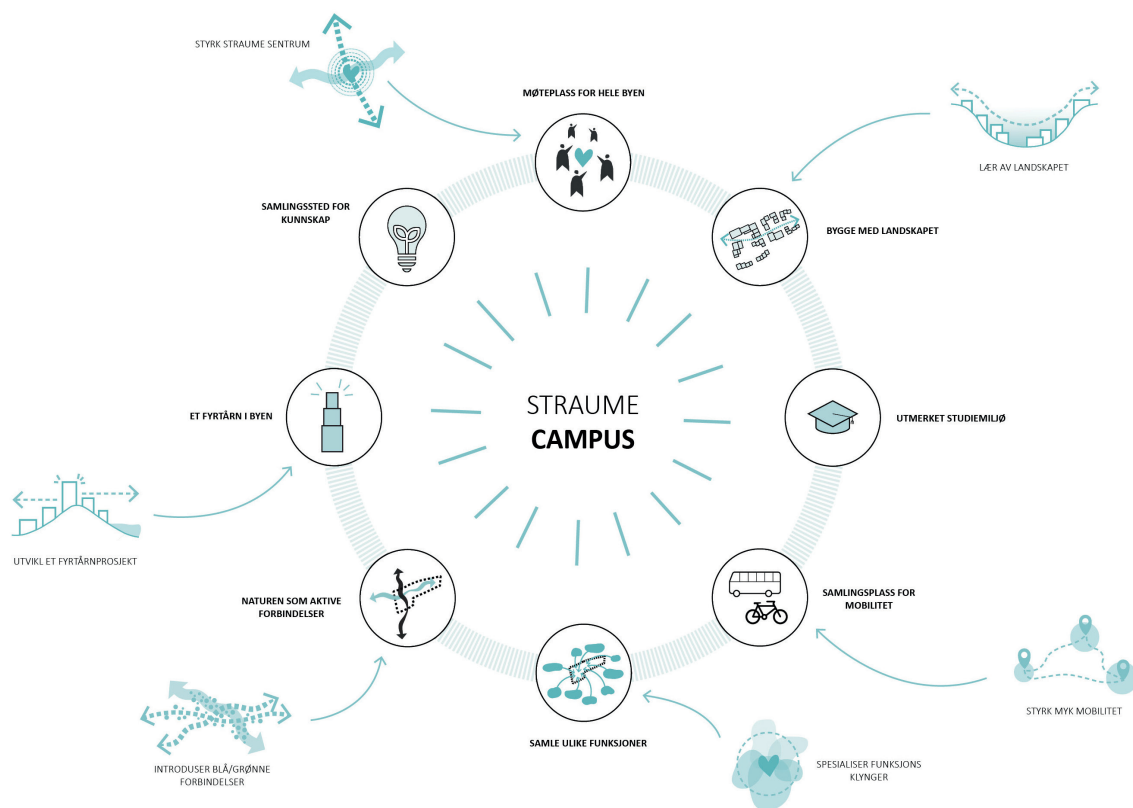 STYRK STRAUME SENTRUM
MØTEPLASS FOR HELE BYEN
LÆR AV LANDSKAPET
SAMLINGSSTED FOR
KUNNSKAP
BYGGE MED LANDSKAPET
STRAUME
CAMPUS
ET FYRTÅRN I BYEN
UTMERKET STUDIEMILJØ
UTVIKL ET FYRTÅRNPROSJEKT
NATUREN SOM AKTIVE
FORBINDELSER
SAMLINGSPLASS FOR
MOBILITET
STYRK MYK MOBILITET
SAMLE ULIKE FUNKSJONER
INTRODUSER BLÅ/GRØNNE
FORBINDELSER
SPESIALISER FUNKSJONS
KLYNGER